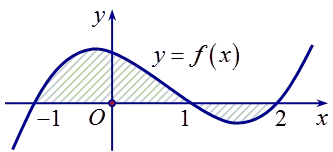 y
y = f(x)
−1 O 1 2 x